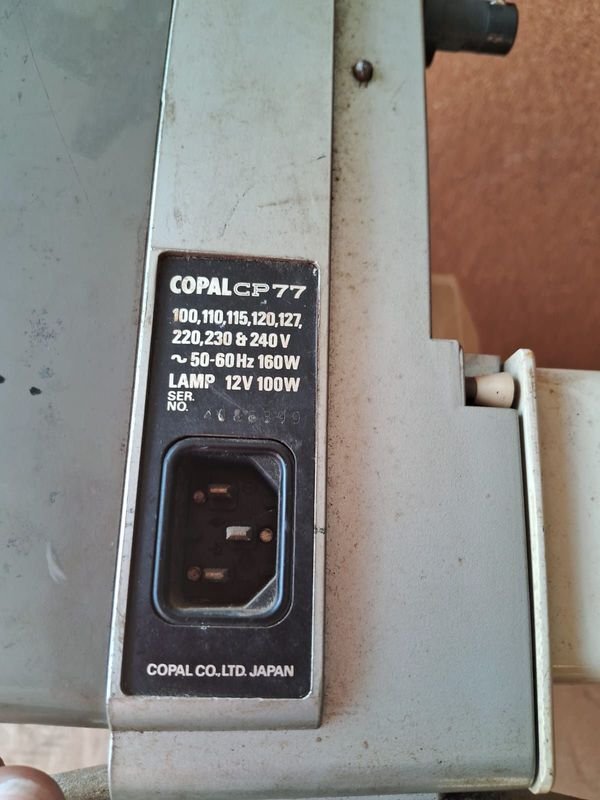 COPAL CP77
100,110,115,120,127,
220,230 & 240 V
~ 50-60 Hz 160W
LAMP 12V 100W
SER.
NO.
COPAL CO.,LTD. JAPAN